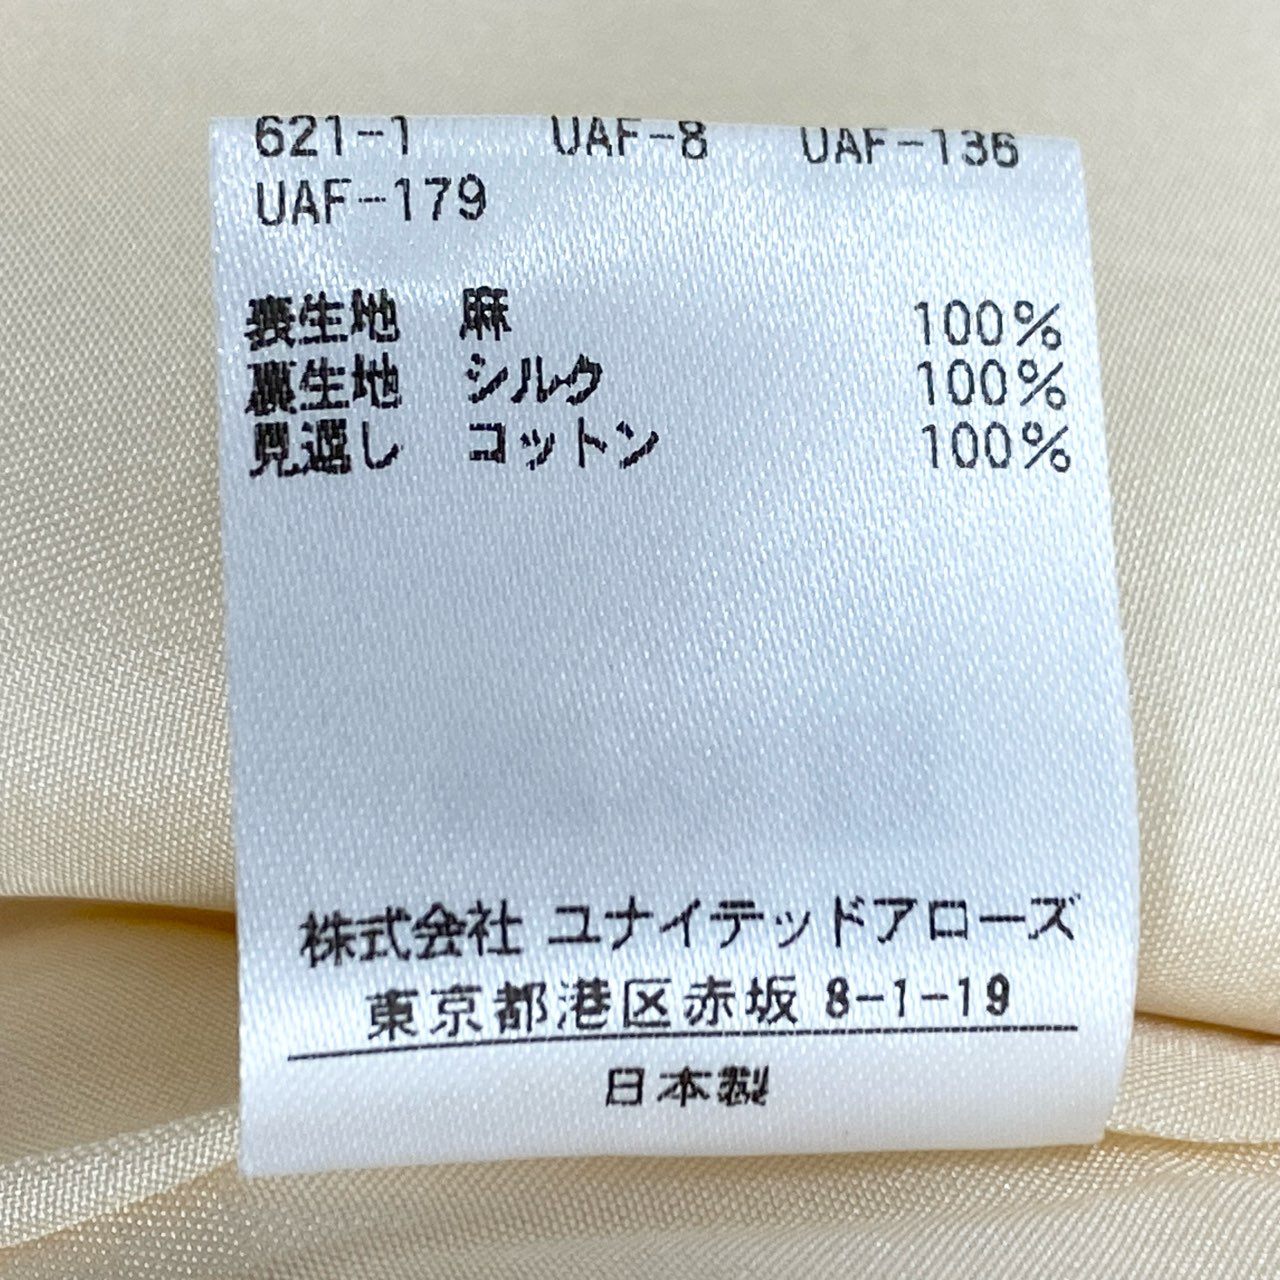 621-1 UAF-8 UAF-136
UAF-179
表生地 麻 100%
裏生地 シルク 100%
見返し コットン 100%
株式会社 ユナイテッドアローズ
東京都港区赤坂 8-1-19
日本製